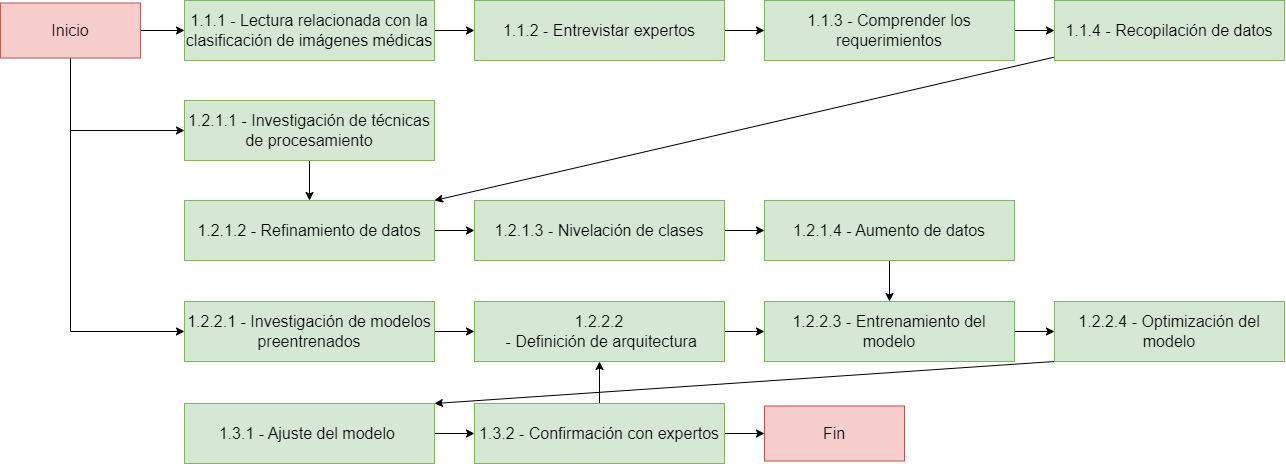 Inicio
1.1.1 - Lectura relacionada con la
clasificación de imágenes médicas
1.1.2 - Entrevistar expertos
1.1.3 - Comprender los
requerimientos
1.1.4 - Recopilación de datos
1.2.1.1 - Investigación de técnicas
de procesamiento
1.2.1.2 - Refinamiento de datos
1.2.1.3 - Nivelación de clases
1.2.1.4 - Aumento de datos
1.2.2.1 - Investigación de modelos
preentrenados
1.2.2.2
- Definición de arquitectura
1.2.2.3 - Entrenamiento del
modelo
1.2.2.4 - Optimización del
modelo
1.3.1 - Ajuste del modelo
1.3.2 - Confirmación con expertos
Fin